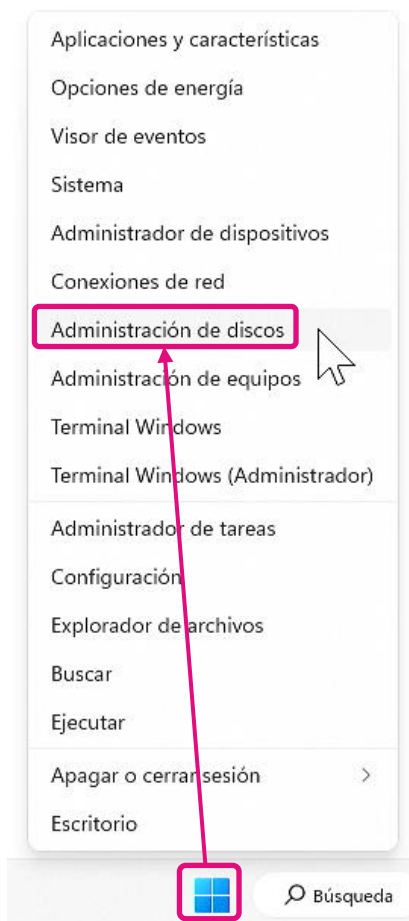 Aplicaciones y características
Opciones de energía
Visor de eventos
Sistema
Administrador de dispositivos
Conexiones de red
Administración de discos
Administración de equipos
Terminal Windows
Terminal Windows (Administrador)
Administrador de tareas
Configuración
Explorador de archivos
Buscar
Ejecutar
Apagar o cerrar sesión
Escritorio
Búsqueda